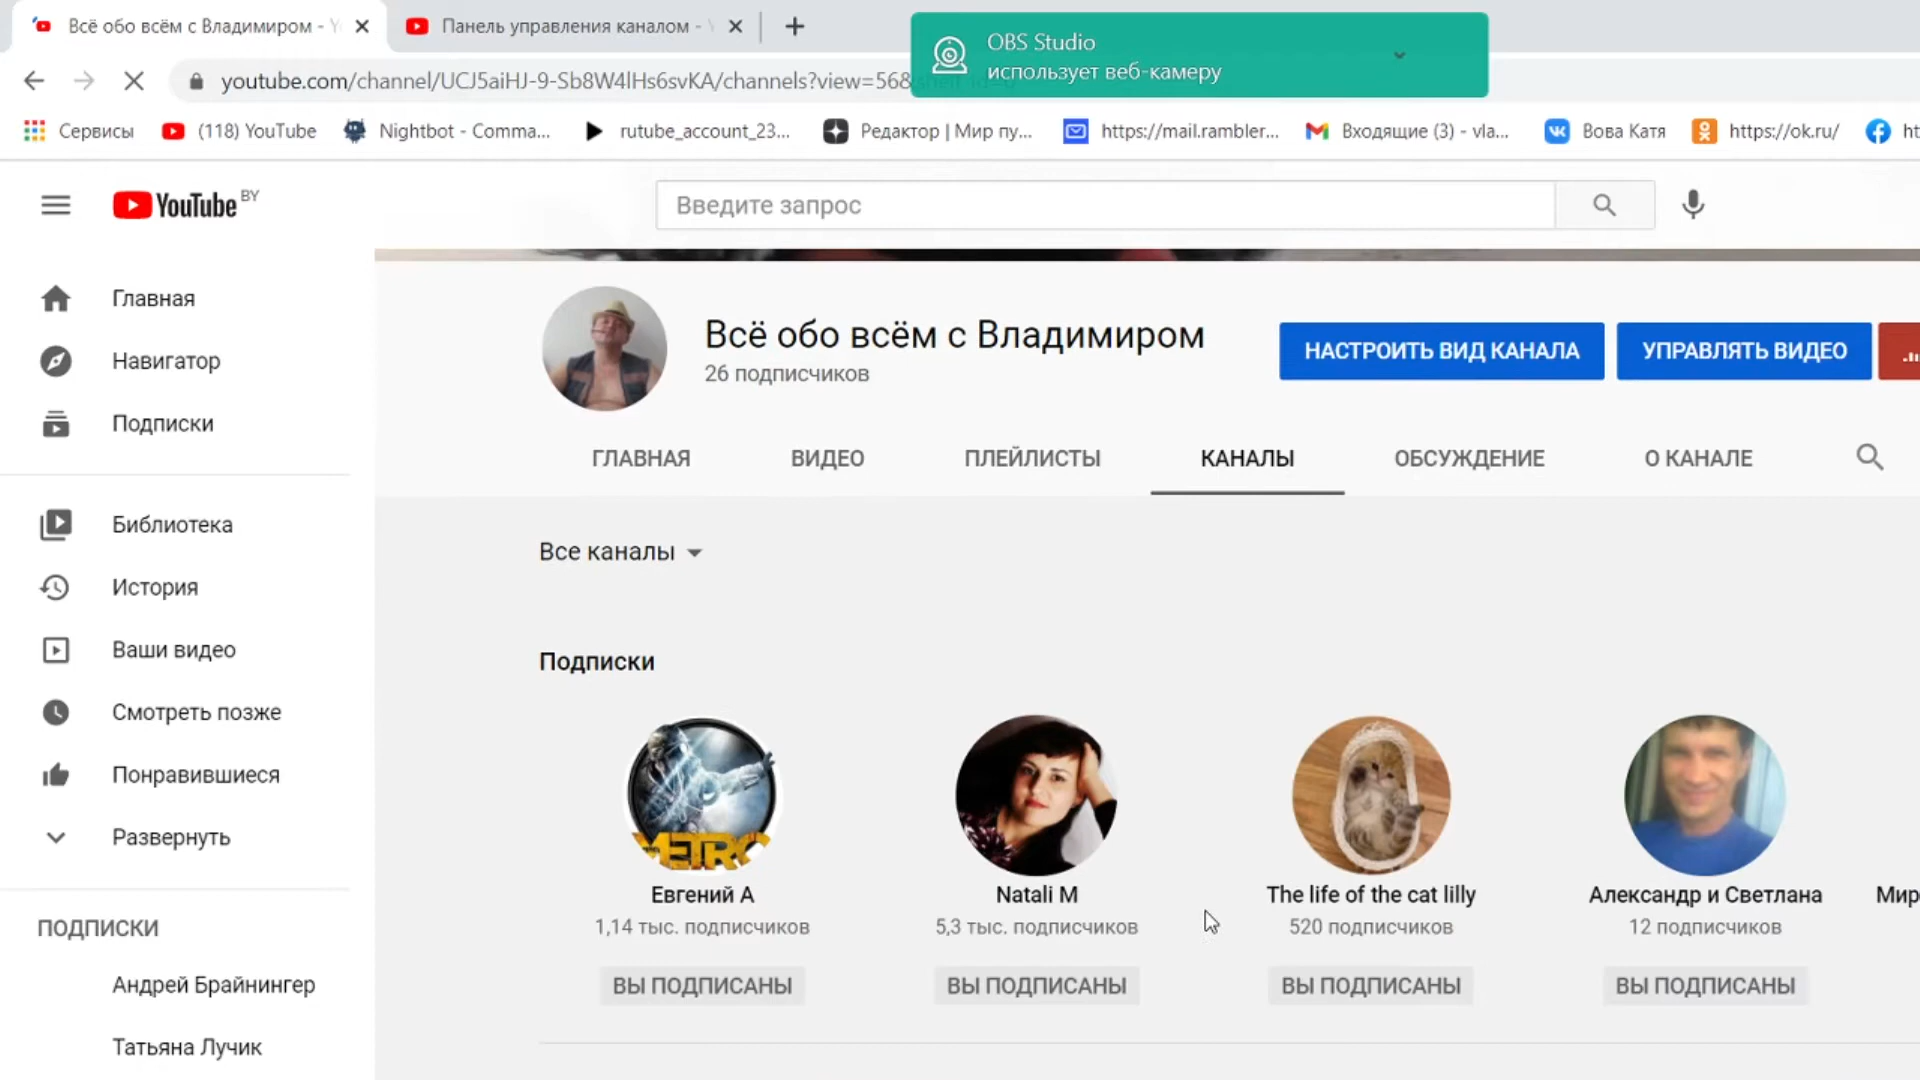 Всё обо всём с Владимиром -
Панель управления каналом -
OBS Studio
использует веб-камеру
youtube.com/channel/UCJ5aiHJ-9-Sb8W4lHs6svKA/channels?view=56&
Сервисы
(118) YouTube
Nightbot - Comma...
rutube_account_23...
Редактор | Мир пу...
https://mail.rambler...
Входящие (3) - vla...
Вова Катя
https://ok.ru/
YouTube BY
Введите запрос
Главная
Навигатор
Подписки
Библиотека
История
Ваши видео
Смотреть позже
Понравившиеся
Развернуть
ПОДПИСКИ
Андрей Брайнингер
Татьяна Лучик
Всё обо всём с Владимиром
26 подписчиков
НАСТРОИТЬ ВИД КАНАЛА
УПРАВЛЯТЬ ВИДЕО
ГЛАВНАЯ
ВИДЕО
ПЛЕЙЛИСТЫ
КАНАЛЫ
ОБСУЖДЕНИЕ
О КАНАЛЕ
Все каналы
Подписки
METRO
Евгений А
1,14 тыс. подписчиков
ВЫ ПОДПИСАНЫ
Natali M
5,3 тыс. подписчиков
ВЫ ПОДПИСАНЫ
The life of the cat lilly
520 подписчиков
ВЫ ПОДПИСАНЫ
Александр и Светлана
12 подписчиков
ВЫ ПОДПИСАНЫ
Мир